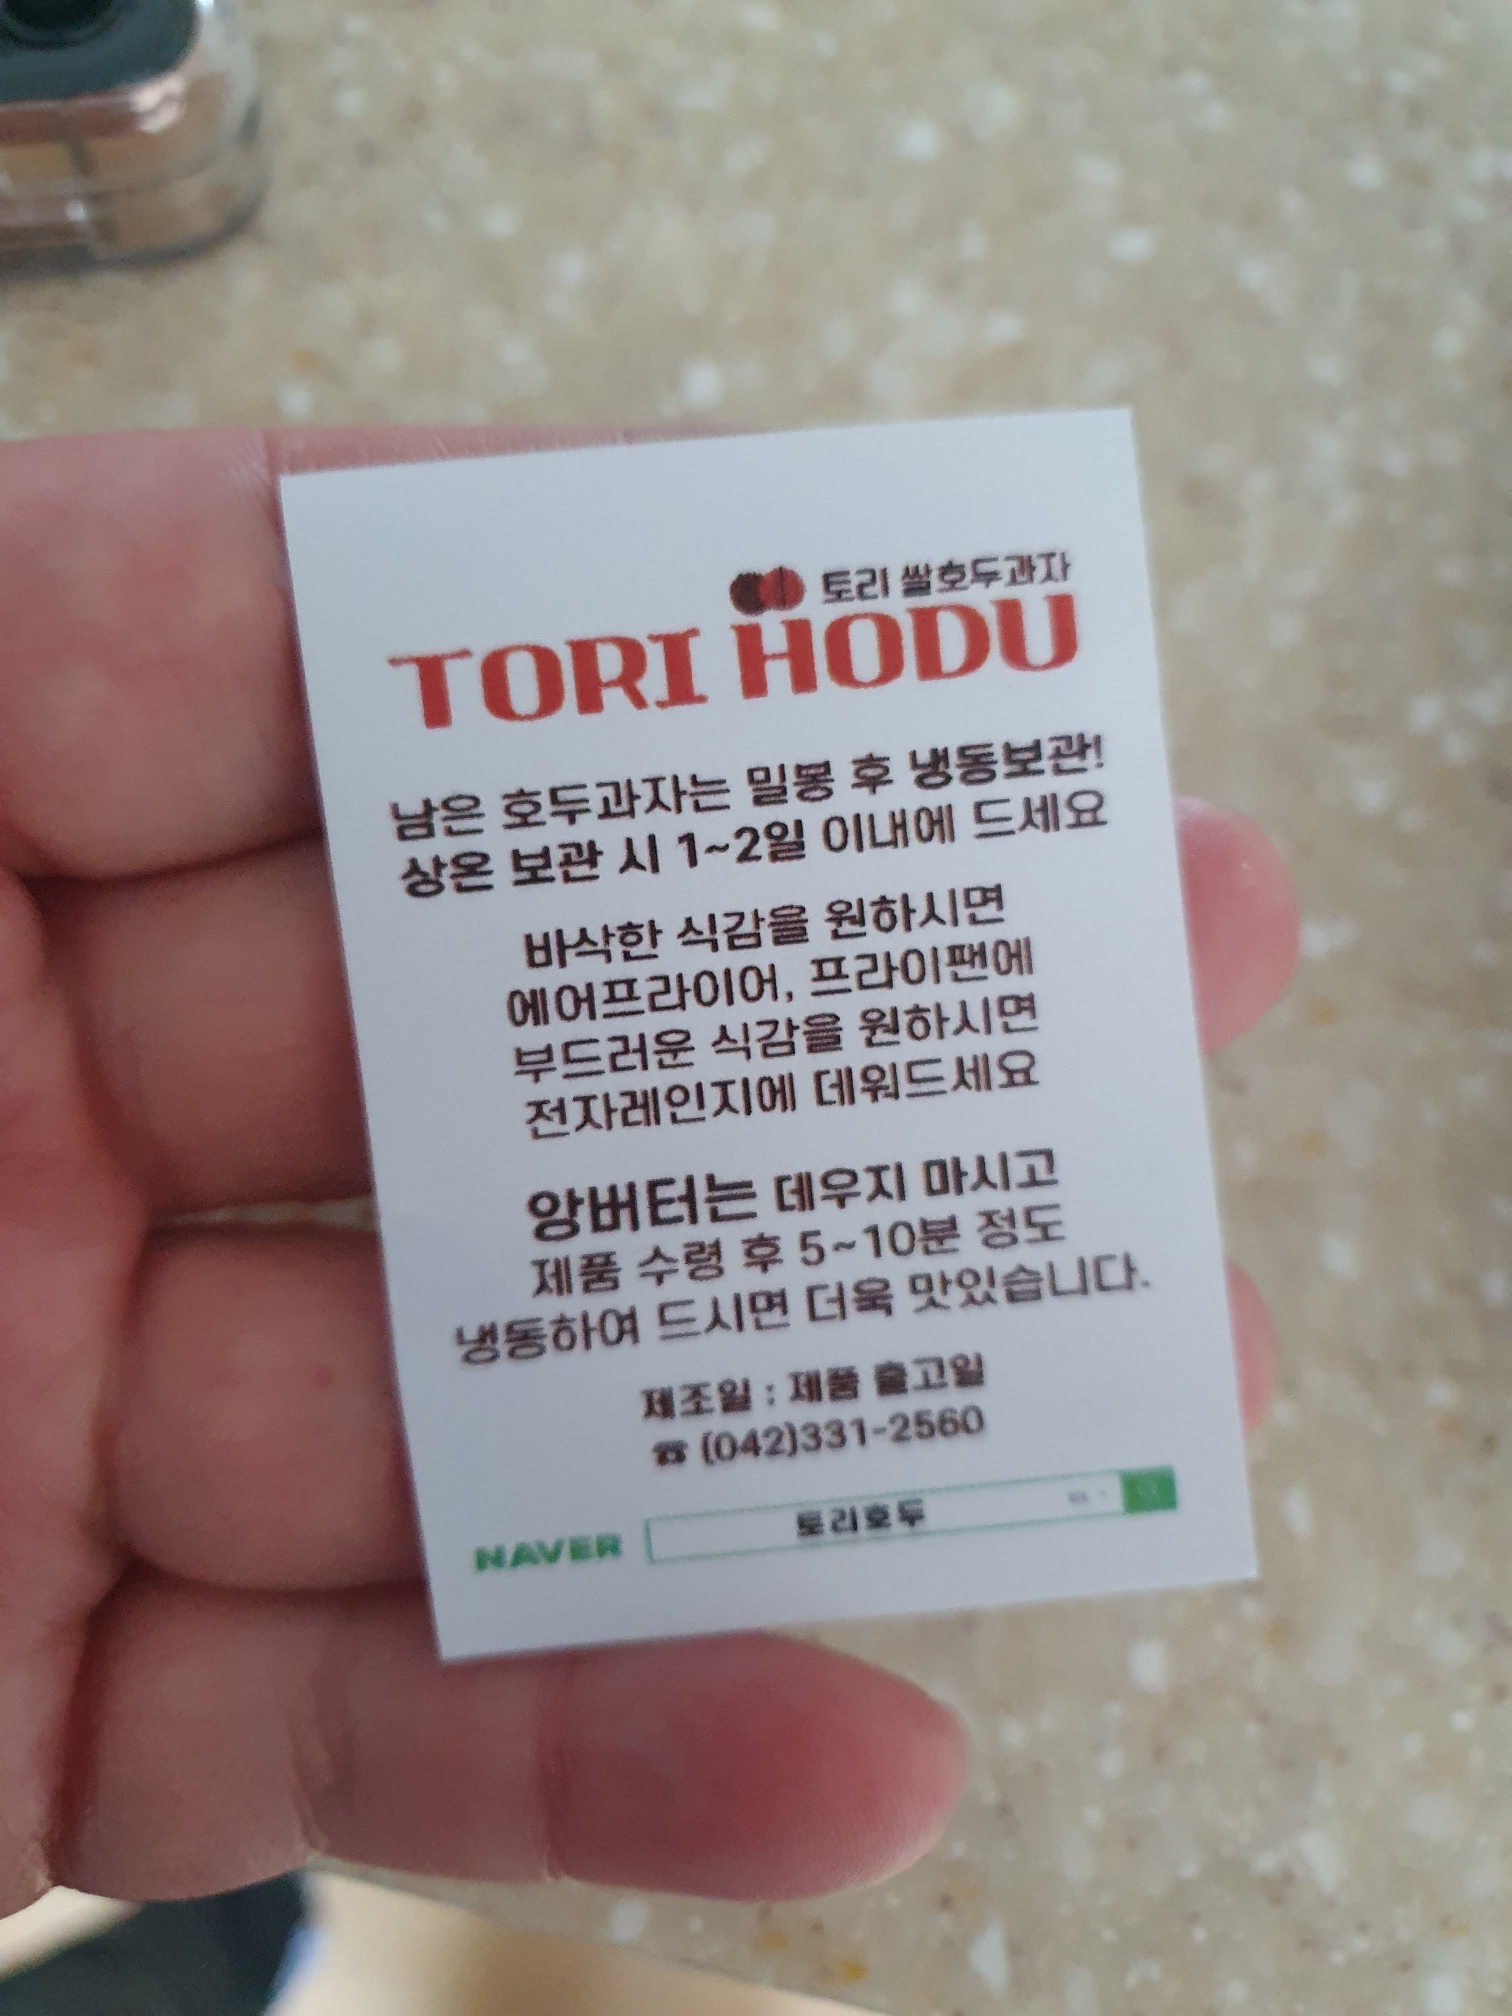 토리 쌀호두과자
TORI HODU
남은 호두과자는 밀봉 후 냉동보관!
상온 보관 시 1~2일 이내에 드세요
바삭한 식감을 원하시면
에어프라이어, 프라이팬에
부드러운 식감을 원하시면
전자레인지에 데워드세요
앙버터는 데우지 마시고
제품 수령 후 5~10분 정도
냉동하여 드시면 더욱 맛있습니다.
제조일 : 제품 출고일
☎ (042)331-2560
NAVER 토리호두